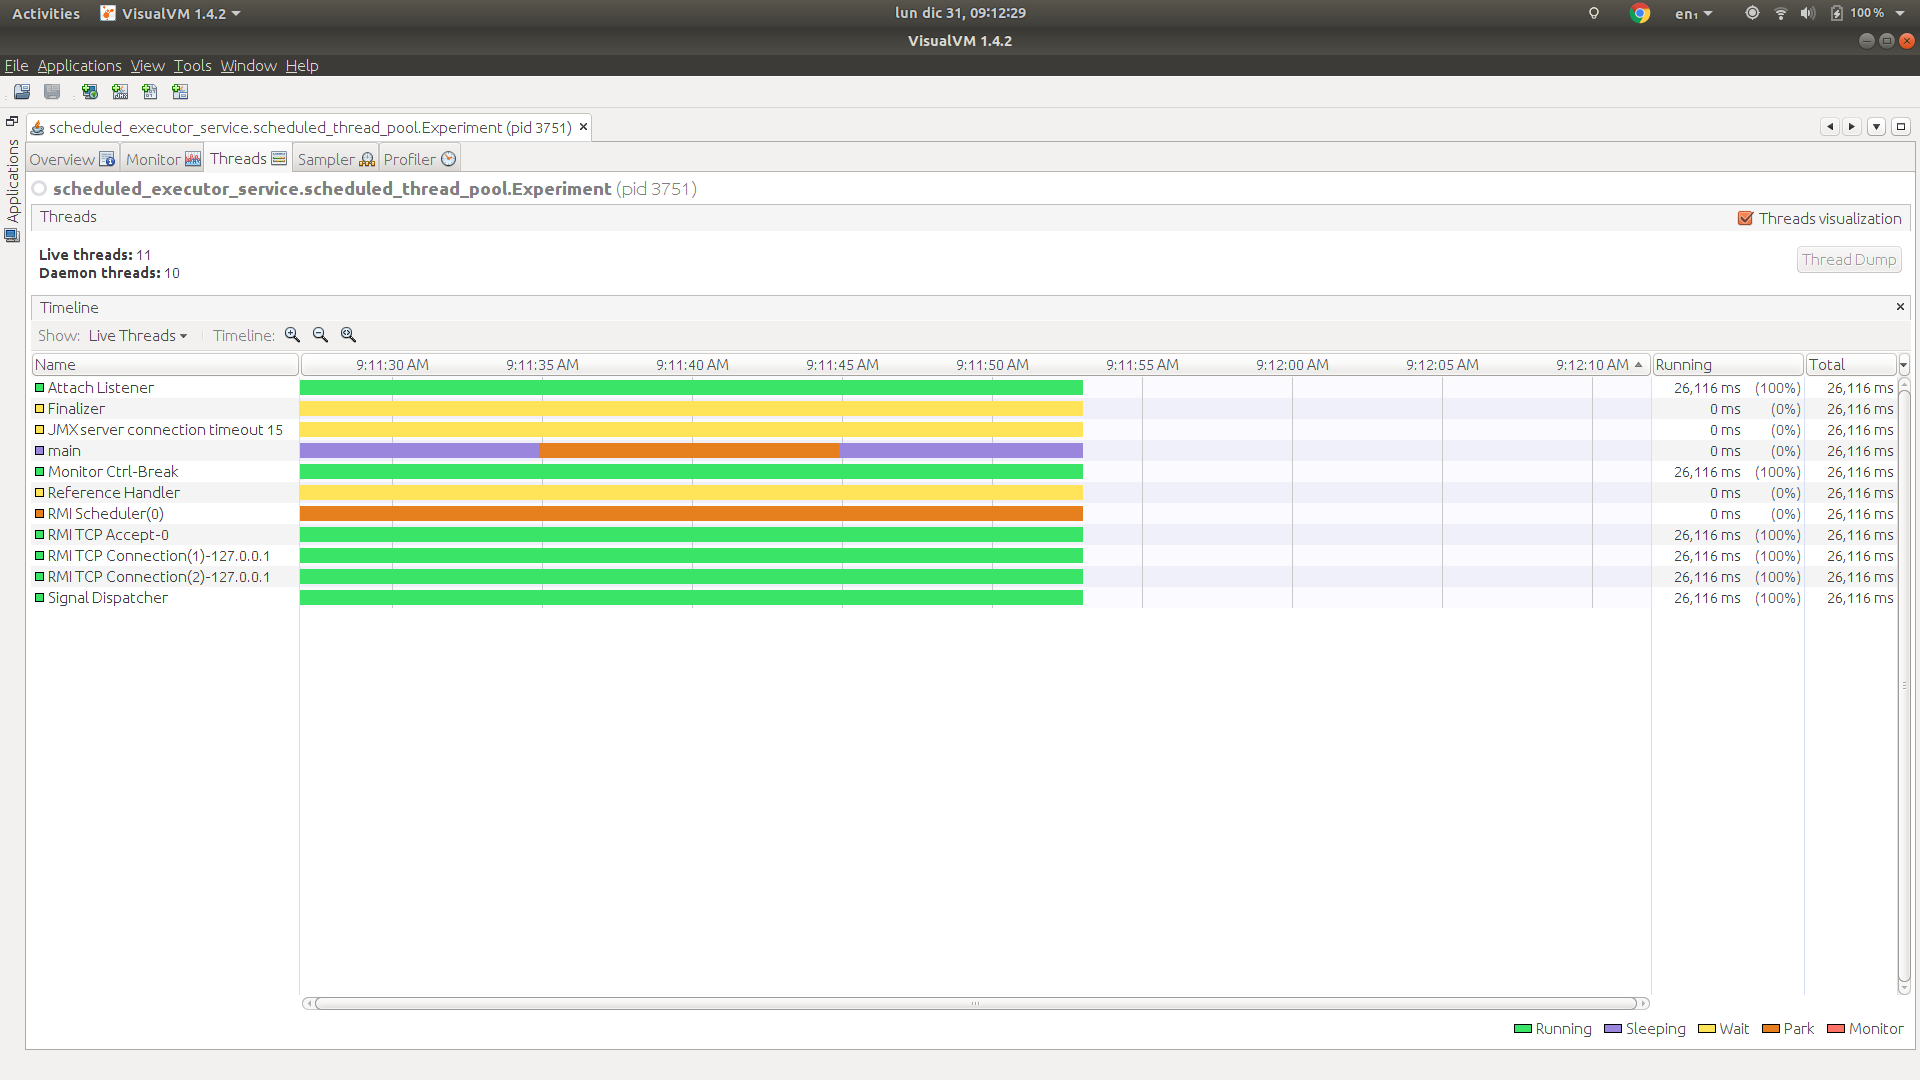 Activities VisualVM 1.4.2 lun dic 31, 09:12:29 en₁ 100 %
VisualVM 1.4.2
File Applications View Tools Window Help
Applications
scheduled_executor_service.scheduled_thread_pool.Experiment (pid 3751)
Overview Monitor Threads Sampler Profiler
scheduled_executor_service.scheduled_thread_pool.Experiment (pid 3751)
Threads Threads visualization
Live threads: 11
Daemon threads: 10
Thread Dump
Timeline
Show: Live Threads Timeline:
Name 9:11:30 AM 9:11:35 AM 9:11:40 AM 9:11:45 AM 9:11:50 AM 9:11:55 AM 9:12:00 AM 9:12:05 AM 9:12:10 AM Running Total
Attach Listener 26,116 ms (100%) 26,116 ms
Finalizer 0 ms (0%) 26,116 ms
JMX server connection timeout 15 0 ms (0%) 26,116 ms
main 0 ms (0%) 26,116 ms
Monitor Ctrl-Break 26,116 ms (100%) 26,116 ms
Reference Handler 0 ms (0%) 26,116 ms
RMI Scheduler(0) 0 ms (0%) 26,116 ms
RMI TCP Accept-0 26,116 ms (100%) 26,116 ms
RMI TCP Connection(1)-127.0.0.1 26,116 ms (100%) 26,116 ms
RMI TCP Connection(2)-127.0.0.1 26,116 ms (100%) 26,116 ms
Signal Dispatcher 26,116 ms (100%) 26,116 ms
Running Sleeping Wait Park Monitor